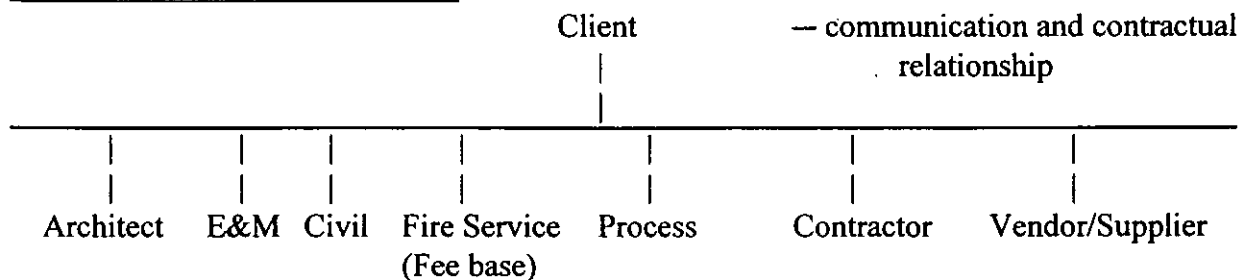 Client — communication and contractual
relationship
Architect E&M Civil Fire Service Process Contractor Vendor/Supplier
(Fee base)